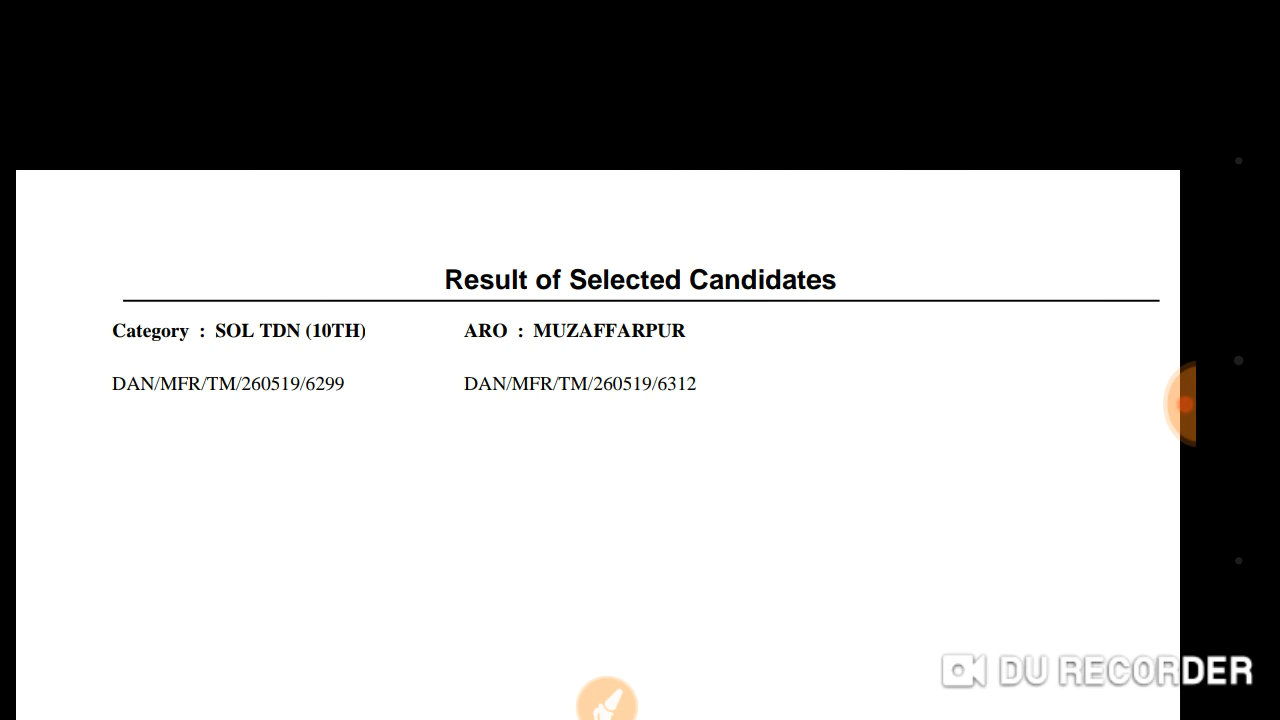 Result of Selected Candidates
Category : SOL TDN (10TH) ARO : MUZAFFARPUR
DAN/MFR/TM/260519/6299 DAN/MFR/TM/260519/6312
DU RECORDER